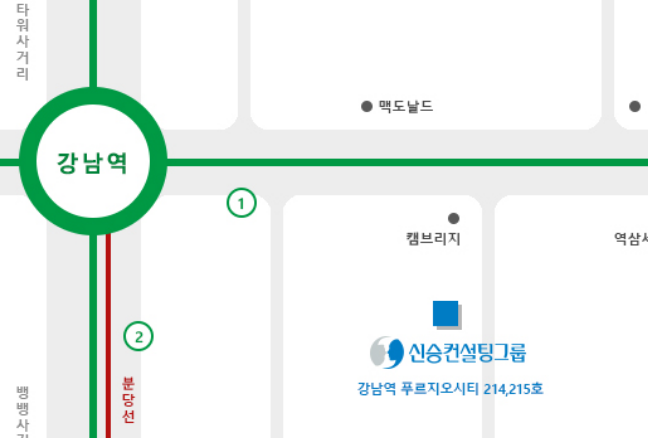 타워사거리
맥도날드
강남역
1
캠브리지
역삼세
2
신승컨설팅그룹
강남역 푸르지오시티 214,215호
분당선
뱅뱅사거